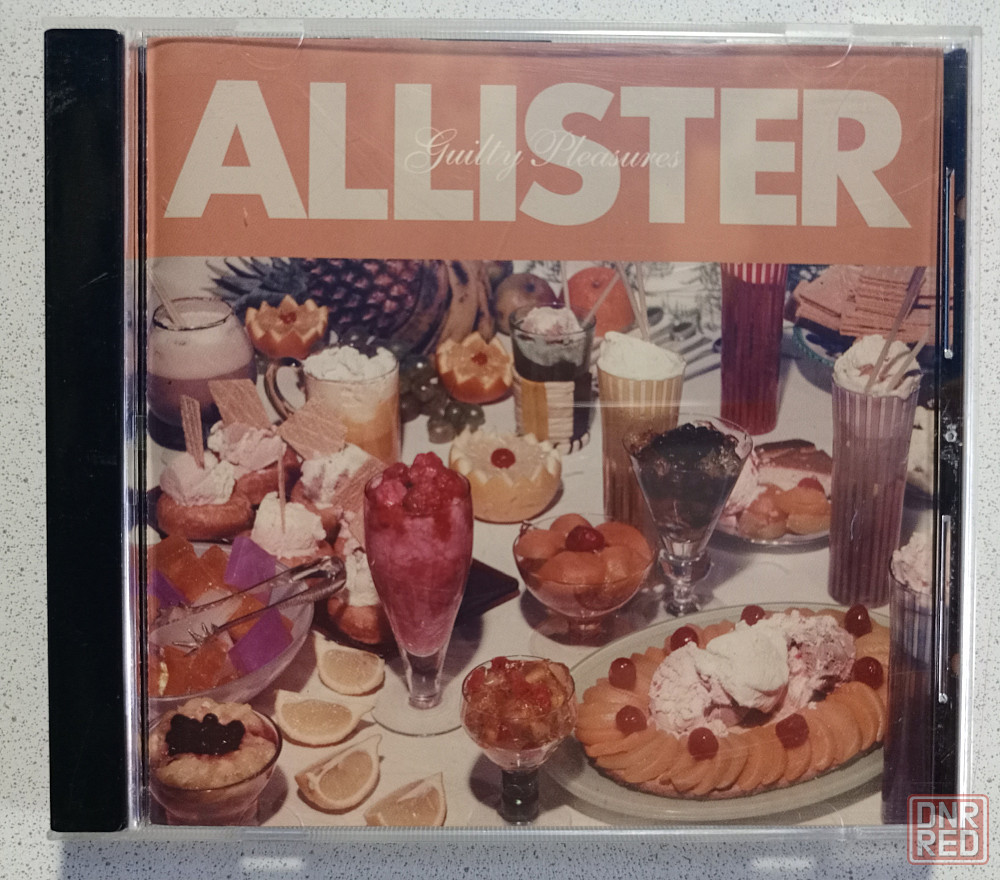 ALLISTER
Guilty Pleasures
DNR
RED